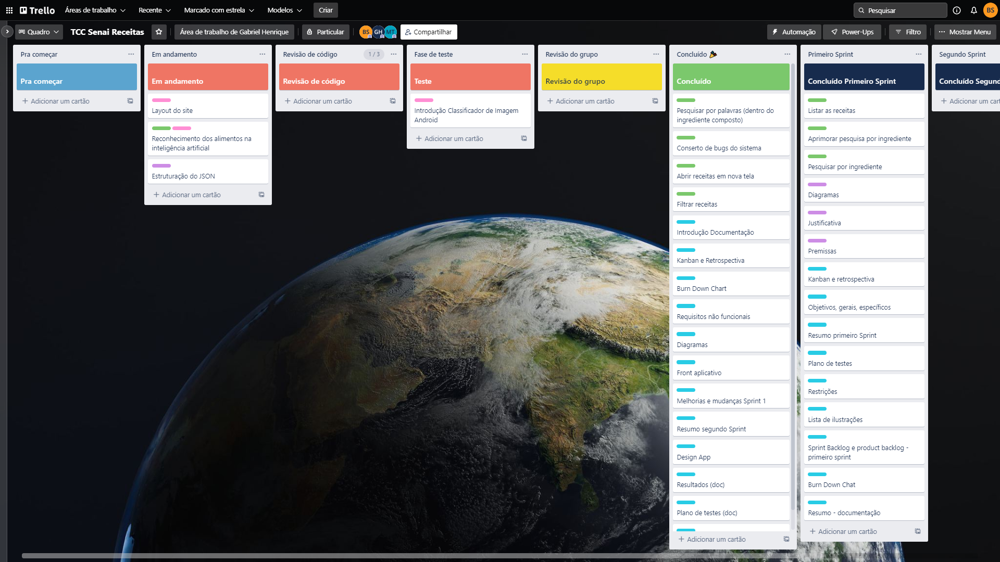 Trello
Áreas de trabalho
Recente
Marcado com estrela
Modelos
Criar
Pesquisar
BS
Quadro
TCC Senai Receitas
Área de trabalho de Gabriel Henrique
Particular
BS
GH
MT
Compartilhar
Automação
Power-Ups
Filtro
Mostrar Menu
Pra começar
Pra começar
Adicionar um cartão
Em andamento
Em andamento
Layout do site
Reconhecimento dos alimentos na
inteligência artificial
Estruturação do JSON
Adicionar um cartão
Revisão de código
1 / 3
Revisão de código
Adicionar um cartão
Fase de teste
Teste
Introdução Classificador de Imagem
Android
Adicionar um cartão
Revisão do grupo
Revisão do grupo
Adicionar um cartão
Concluído 🎉
Concluído
Pesquisar por palavras (dentro do
ingrediente composto)
Conserto de bugs do sistema
Abrir receitas em nova tela
Filtrar receitas
Introdução Documentação
Kanban e Retrospectiva
Burn Down Chart
Requisitos não funcionais
Diagramas
Front aplicativo
Melhorias e mudanças Sprint 1
Resumo segundo Sprint
Design App
Resultados (doc)
Plano de testes (doc)
Adicionar um cartão
Primeiro Sprint
Concluído Primeiro Sprint
Listar as receitas
Aprimorar pesquisa por ingrediente
Pesquisar por ingrediente
Diagramas
Justificativa
Premissas
Kanban e retrospectiva
Objetivos, gerais, específicos
Resumo primeiro Sprint
Plano de testes
Restrições
Lista de ilustrações
Sprint Backlog e product backlog -
primeiro sprint
Burn Down Chat
Resumo - documentação
Adicionar um cartão
Segundo Sprint
Concluído Segund
Adicionar um cart